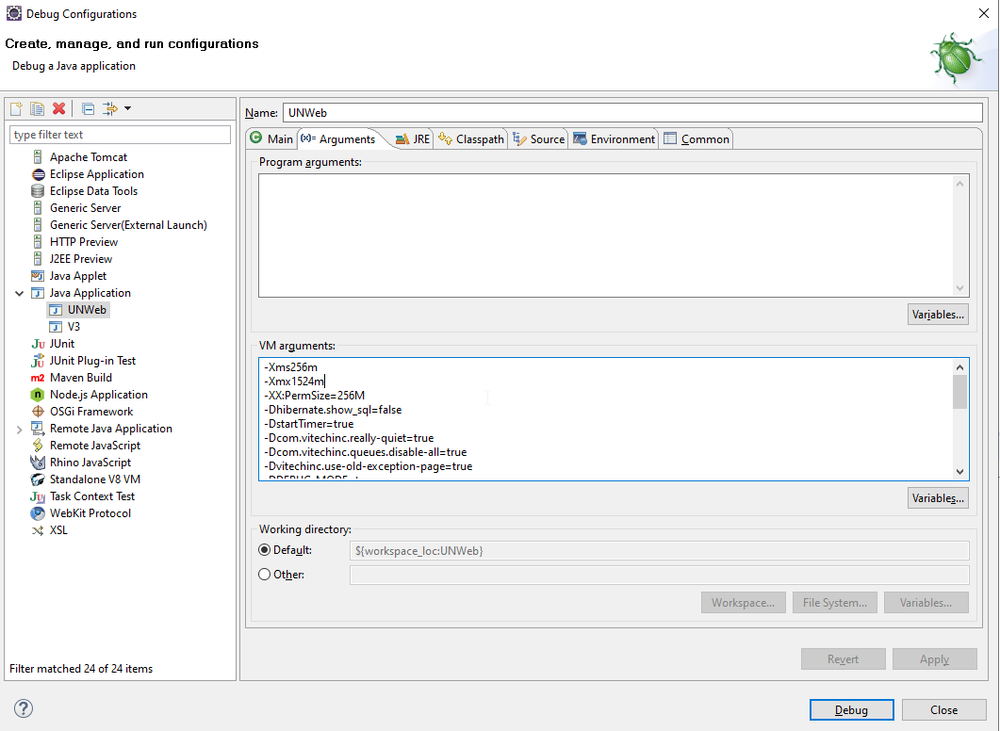 Debug Configurations
Create, manage, and run configurations
Debug a Java application
type filter text
Apache Tomcat
Eclipse Application
Eclipse Data Tools
Generic Server
Generic Server(External Launch)
HTTP Preview
J2EE Preview
Java Applet
Java Application
UNWeb
V3
JUnit
JUnit Plug-in Test
Maven Build
Node.js Application
OSGi Framework
Remote Java Application
Remote JavaScript
Rhino JavaScript
Standalone V8 VM
Task Context Test
WebKit Protocol
XSL
Filter matched 24 of 24 items
Name: UNWeb
Main (x)= Arguments JRE Classpath Source Environment Common
Program arguments:
Variables...
VM arguments:
-Xms256m
-Xmx1524m
-XX:PermSize=256M
-Dhibernate.show_sql=false
-DstartTimer=true
-Dcom.vitechinc.really-quiet=true
-Dcom.vitechinc.queues.disable-all=true
-Dvitechinc.use-old-exception-page=true
Variables...
Working directory:
Default: ${workspace_loc:UNWeb}
Other:
Workspace... File System... Variables...
Revert Apply
Debug Close